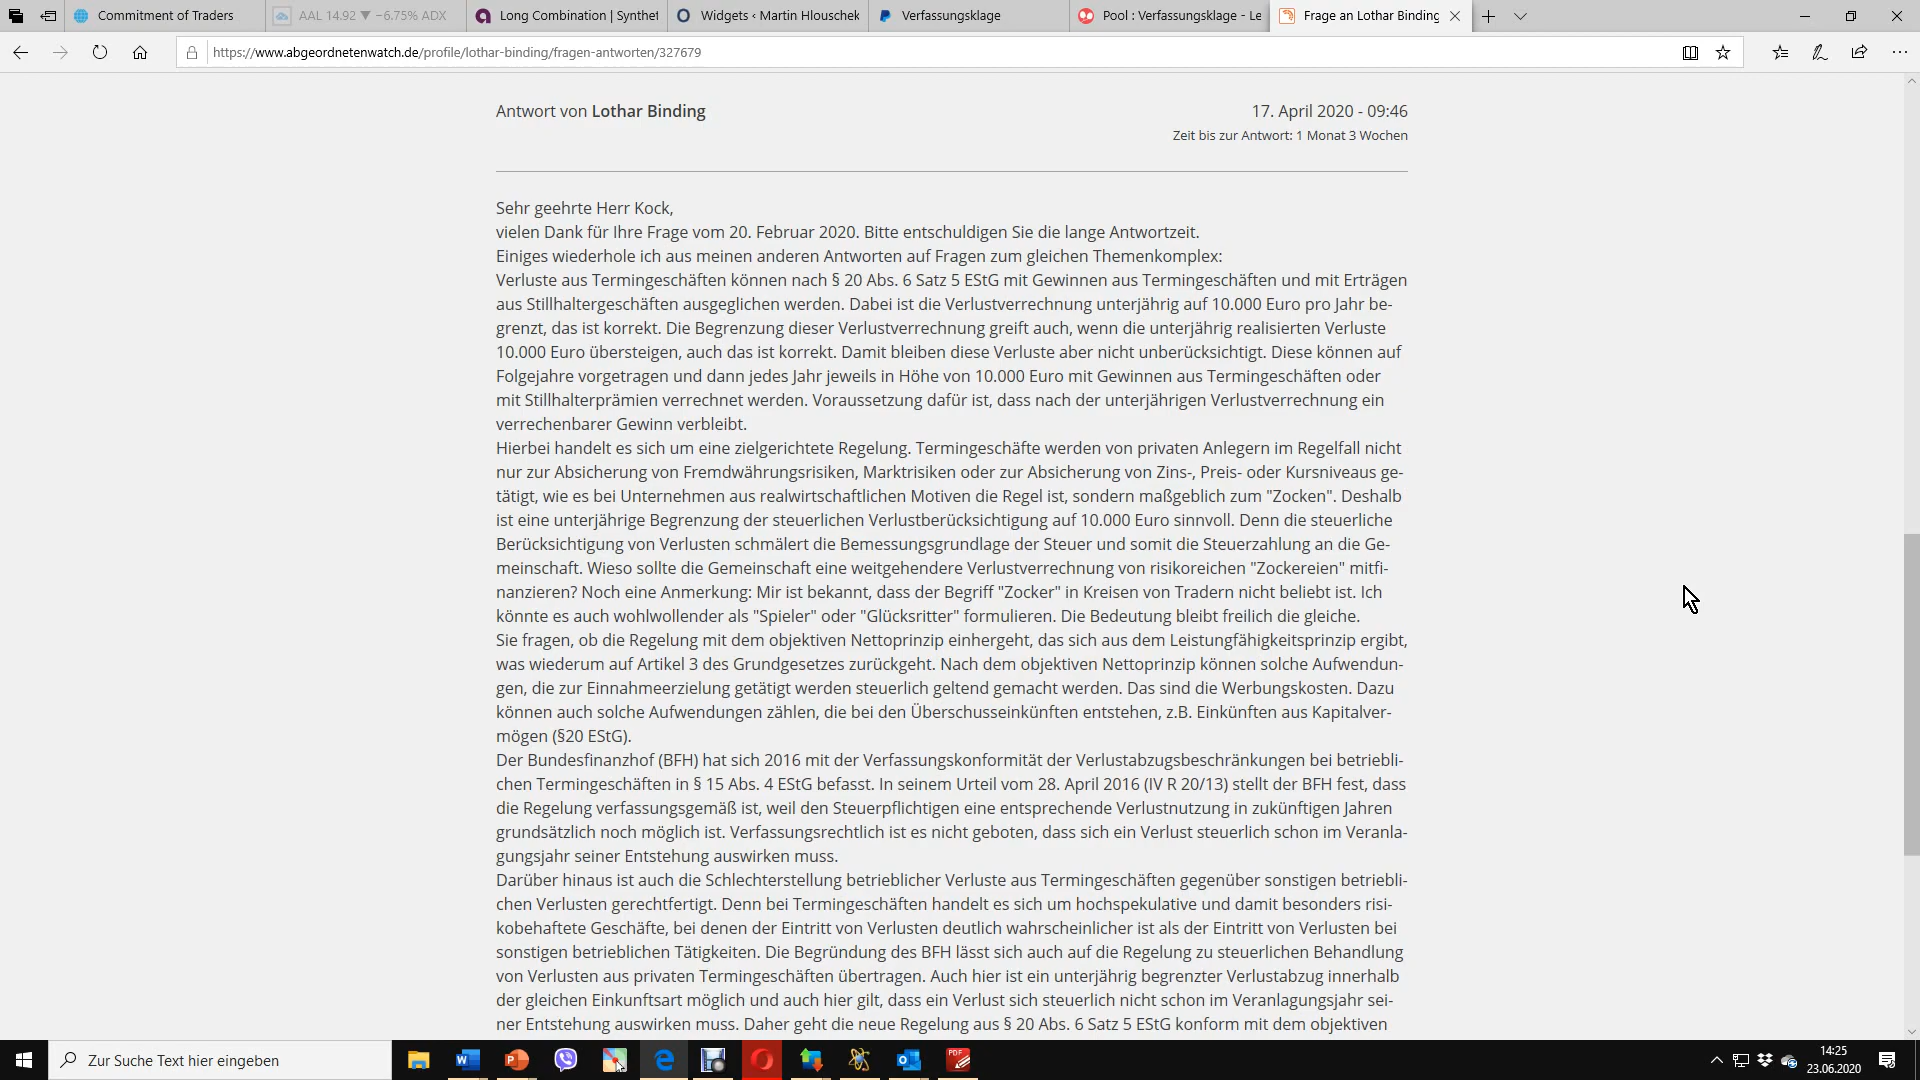 Commitment of Traders
AAL 14.92 ▼ −6.75% ADX
Long Combination | Synthet
Widgets ‹ Martin Hlouschek
Verfassungsklage
Pool : Verfassungsklage - Le
Frage an Lothar Binding
https://www.abgeordnetenwatch.de/profile/lothar-binding/fragen-antworten/327679
Antwort von Lothar Binding
17. April 2020 - 09:46
Zeit bis zur Antwort: 1 Monat 3 Wochen
Sehr geehrte Herr Kock,
vielen Dank für Ihre Frage vom 20. Februar 2020. Bitte entschuldigen Sie die lange Antwortzeit.
Einiges wiederhole ich aus meinen anderen Antworten auf Fragen zum gleichen Themenkomplex:
Verluste aus Termingeschäften können nach § 20 Abs. 6 Satz 5 EStG mit Gewinnen aus Termingeschäften und mit Erträgen
aus Stillhaltergeschäften ausgeglichen werden. Dabei ist die Verlustverrechnung unterjährig auf 10.000 Euro pro Jahr be-
grenzt, das ist korrekt. Die Begrenzung dieser Verlustverrechnung greift auch, wenn die unterjährig realisierten Verluste
10.000 Euro übersteigen, auch das ist korrekt. Damit bleiben diese Verluste aber nicht unberücksichtigt. Diese können auf
Folgejahre vorgetragen und dann jedes Jahr jeweils in Höhe von 10.000 Euro mit Gewinnen aus Termingeschäften oder
mit Stillhalterprämien verrechnet werden. Voraussetzung dafür ist, dass nach der unterjährigen Verlustverrechnung ein
verrechenbarer Gewinn verbleibt.
Hierbei handelt es sich um eine zielgerichtete Regelung. Termingeschäfte werden von privaten Anlegern im Regelfall nicht
nur zur Absicherung von Fremdwährungsrisiken, Marktrisiken oder zur Absicherung von Zins-, Preis- oder Kursniveaus ge-
tätigt, wie es bei Unternehmen aus realwirtschaftlichen Motiven die Regel ist, sondern maßgeblich zum "Zocken". Deshalb
ist eine unterjährige Begrenzung der steuerlichen Verlustberücksichtigung auf 10.000 Euro sinnvoll. Denn die steuerliche
Berücksichtigung von Verlusten schmälert die Bemessungsgrundlage der Steuer und somit die Steuerzahlung an die Ge-
meinschaft. Wieso sollte die Gemeinschaft eine weitgehendere Verlustverrechnung von risikoreichen "Zockereien" mitfi-
nanzieren? Noch eine Anmerkung: Mir ist bekannt, dass der Begriff "Zocker" in Kreisen von Tradern nicht beliebt ist. Ich
könnte es auch wohlwollender als "Spieler" oder "Glücksritter" formulieren. Die Bedeutung bleibt freilich die gleiche.
Sie fragen, ob die Regelung mit dem objektiven Nettoprinzip einhergeht, das sich aus dem Leistungfähigkeitsprinzip ergibt,
was wiederum auf Artikel 3 des Grundgesetzes zurückgeht. Nach dem objektiven Nettoprinzip können solche Aufwendun-
gen, die zur Einnahmeerzielung getätigt werden steuerlich geltend gemacht werden. Das sind die Werbungskosten. Dazu
können auch solche Aufwendungen zählen, die bei den Überschusseinkünften entstehen, z.B. Einkünften aus Kapitalver-
mögen (§20 EStG).
Der Bundesfinanzhof (BFH) hat sich 2016 mit der Verfassungskonformität der Verlustabzugsbeschränkungen bei betriebli-
chen Termingeschäften in § 15 Abs. 4 EStG befasst. In seinem Urteil vom 28. April 2016 (IV R 20/13) stellt der BFH fest, dass
die Regelung verfassungsgemäß ist, weil den Steuerpflichtigen eine entsprechende Verlustnutzung in zukünftigen Jahren
grundsätzlich noch möglich ist. Verfassungsrechtlich ist es nicht geboten, dass sich ein Verlust steuerlich schon im Veranla-
gungsjahr seiner Entstehung auswirken muss.
Darüber hinaus ist auch die Schlechterstellung betrieblicher Verluste aus Termingeschäften gegenüber sonstigen betriebli-
chen Verlusten gerechtfertigt. Denn bei Termingeschäften handelt es sich um hochspekulative und damit besonders risi-
kobehaftete Geschäfte, bei denen der Eintritt von Verlusten deutlich wahrscheinlicher ist als der Eintritt von Verlusten bei
sonstigen betrieblichen Tätigkeiten. Die Begründung des BFH lässt sich auch auf die Regelung zu steuerlichen Behandlung
von Verlusten aus privaten Termingeschäften übertragen. Auch hier ist ein unterjährig begrenzter Verlustabzug innerhalb
der gleichen Einkunftsart möglich und auch hier gilt, dass ein Verlust sich steuerlich nicht schon im Veranlagungsjahr sei-
ner Entstehung auswirken muss. Daher geht die neue Regelung aus § 20 Abs. 6 Satz 5 EStG konform mit dem objektiven
Zur Suche Text hier eingeben
14:25
23.06.2020